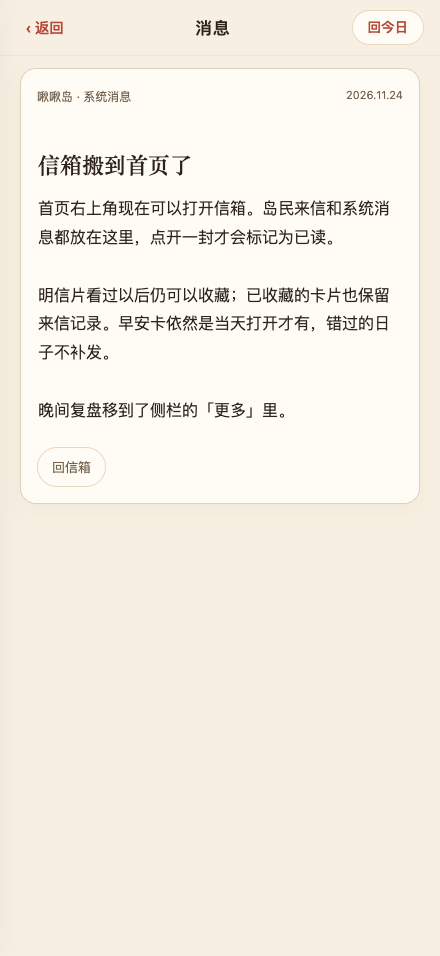 ‹ 返回
消息
回今日
啾啾岛 · 系统消息
2026.11.24
信箱搬到首页了
首页右上角现在可以打开信箱。岛民来信和系统消
息都放在这里，点开一封才会标记为已读。
明信片看过以后仍可以收藏；已收藏的卡片也保留
来信记录。早安卡依然是当天打开才有，错过的日
子不补发。
晚间复盘移到了侧栏的「更多」里。
回信箱